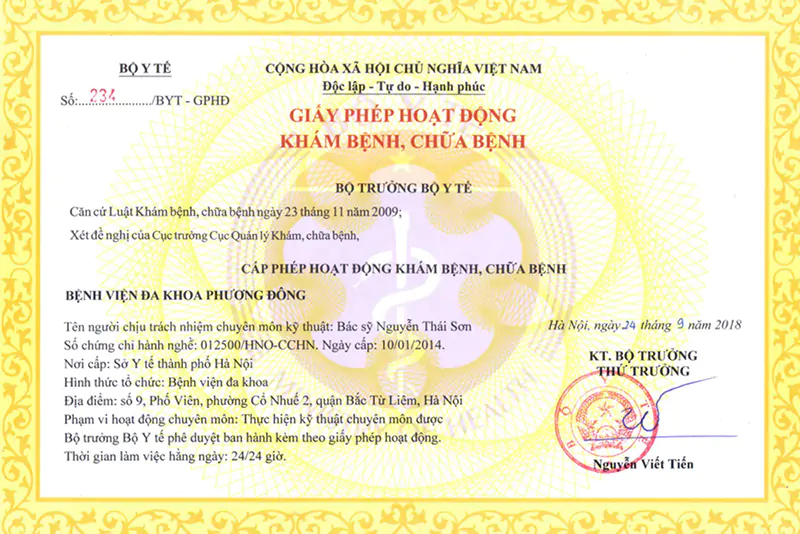 BỘ Y TẾ
CỘNG HÒA XÃ HỘI CHỦ NGHĨA VIỆT NAM
Độc lập - Tự do - Hạnh phúc
Số:....234....................../BYT - GPHĐ
GIẤY PHÉP HOẠT ĐỘNG
KHÁM BỆNH, CHỮA BỆNH
BỘ TRƯỞNG BỘ Y TẾ
Căn cứ Luật Khám bệnh, chữa bệnh ngày 23 tháng 11 năm 2009;
Xét đề nghị của Cục trưởng Cục Quản lý Khám, chữa bệnh,
CẤP PHÉP HOẠT ĐỘNG KHÁM BỆNH, CHỮA BỆNH
BỆNH VIỆN ĐA KHOA PHƯƠNG ĐÔNG
Tên người chịu trách nhiệm chuyên môn kỹ thuật: Bác sỹ Nguyễn Thái Sơn
Số chứng chỉ hành nghề: 012500/HNO-CCHN. Ngày cấp: 10/01/2014.
Nơi cấp: Sở Y tế thành phố Hà Nội
Hình thức tổ chức: Bệnh viện đa khoa
Địa điểm: số 9, Phố Viên, phường Cổ Nhuế 2, quận Bắc Từ Liêm, Hà Nội
Phạm vi hoạt động chuyên môn: Thực hiện kỹ thuật chuyên môn được
Bộ trưởng Bộ Y tế phê duyệt ban hành kèm theo giấy phép hoạt động.
Thời gian làm việc hằng ngày: 24/24 giờ.
Hà Nội, ngày 24 tháng 9 năm 2018
KT. BỘ TRƯỞNG
THỨ TRƯỞNG
BỘ Y TẾ
Nguyễn Viết Tiến